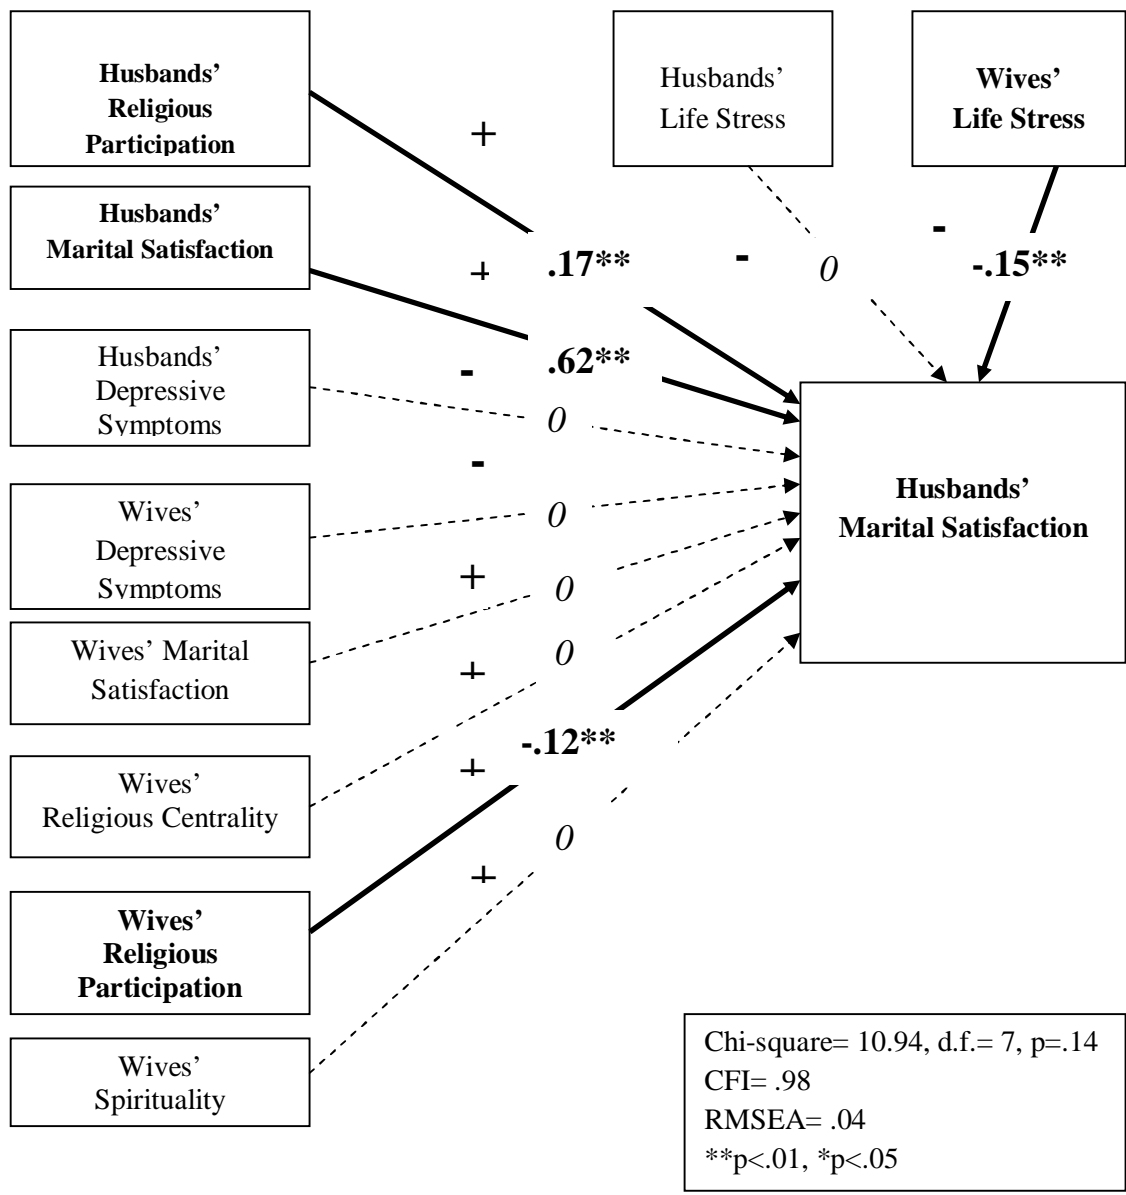 Husbands’
Religious
Participation
Husbands’
Marital Satisfaction
Husbands’
Depressive
Symptoms
Wives’
Depressive
Symptoms
Wives’ Marital
Satisfaction
Wives’
Religious Centrality
Wives’
Religious
Participation
Wives’
Spirituality
+
+
-
-
+
+
+
+
.17**
.62**
0
0
0
0
-.12**
0
Husbands’
Life Stress
Wives’
Life Stress
-
0
-
-.15**
Husbands’
Marital Satisfaction
Chi-square= 10.94, d.f.= 7, p=.14
CFI= .98
RMSEA= .04
**p<.01, *p<.05